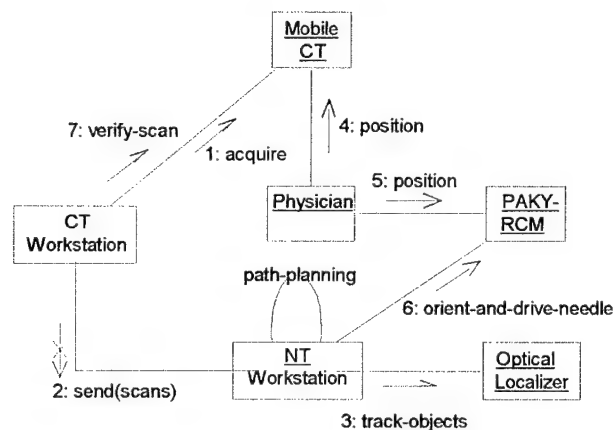 Mobile
CT
7: verify-scan
1: acquire
4: position
Physician
5: position
PAKY-
RCM
CT
Workstation
path-planning
6: orient-and-drive-needle
NT
Workstation
Optical
Localizer
2: send(scans)
3: track-objects